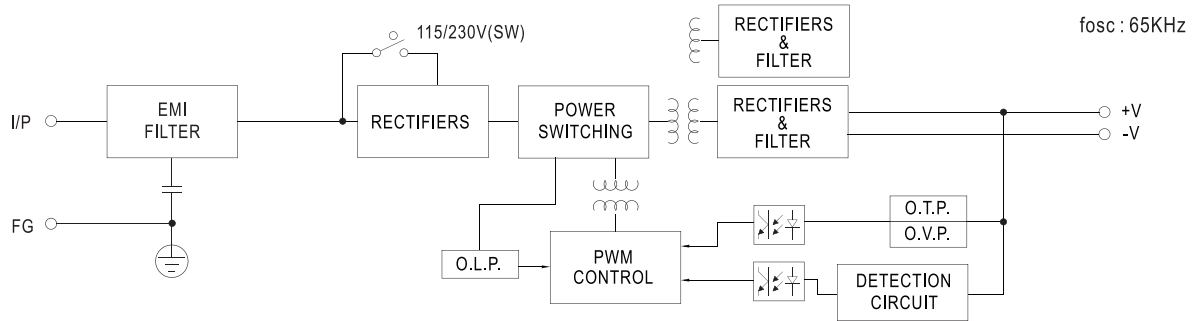 115/230V(SW)
RECTIFIERS
&
FILTER
fosc : 65KHz
I/P
EMI
FILTER
RECTIFIERS
POWER
SWITCHING
RECTIFIERS
&
FILTER
+V
-V
FG
O.L.P.
PWM
CONTROL
O.T.P.
O.V.P.
DETECTION
CIRCUIT